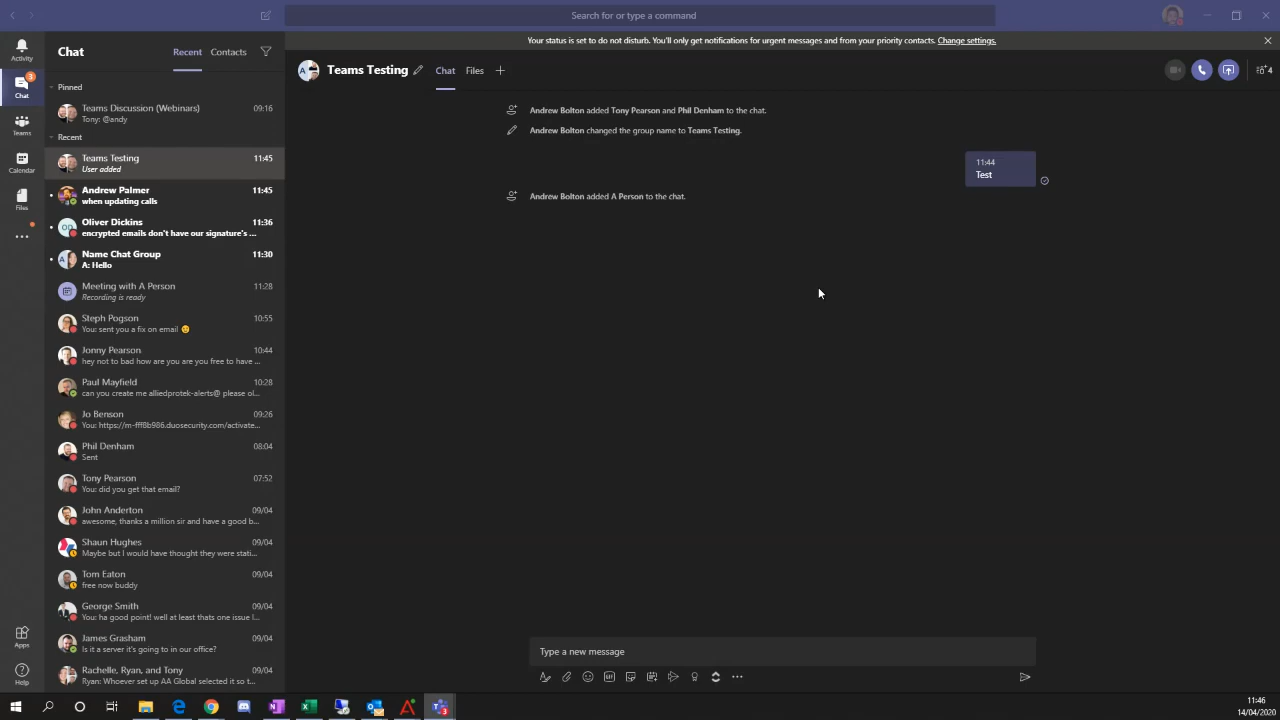 Search for or type a command
Your status is set to do not disturb. You'll only get notifications for urgent messages and from your priority contacts. Change settings.
Activity
3
Chat
Teams
Calendar
Files
Apps
Help
Chat
Recent
Contacts
Pinned
Teams Discussion (Webinars)
09:16
Tony: @andy
Recent
Teams Testing
11:45
User added
Andrew Palmer
11:45
when updating calls
OD
Oliver Dickins
11:36
encrypted emails don't have our signature's ...
Name Chat Group
11:30
A: Hello
Meeting with A Person
11:28
Recording is ready
Steph Pogson
10:55
You: sent you a fix on email
Jonny Pearson
10:44
hey not to bad how are you are you free to have ...
Paul Mayfield
10:28
can you create me alliedprotek-alerts@ please ol...
Jo Benson
09:26
You: https://m-fff8b986.duosecurity.com/activate...
Phil Denham
08:04
Sent
Tony Pearson
07:52
You: did you get that email?
John Anderton
09/04
awesome, thanks a million sir and have a good b...
Shaun Hughes
09/04
Maybe but I would have thought they were stati...
Tom Eaton
09/04
free now buddy
George Smith
09/04
You: ha good point! well at least thats one issue l...
James Grasham
09/04
Is it a server it's going to in our office?
Rachelle, Ryan, and Tony
09/04
Ryan: Whoever set up AA Global selected it so t...
A
Teams Testing
Chat
Files
4
Andrew Bolton added Tony Pearson and Phil Denham to the chat.
Andrew Bolton changed the group name to Teams Testing.
11:44
Test
Andrew Bolton added A Person to the chat.
Type a new message
GIF
11:46
14/04/2020